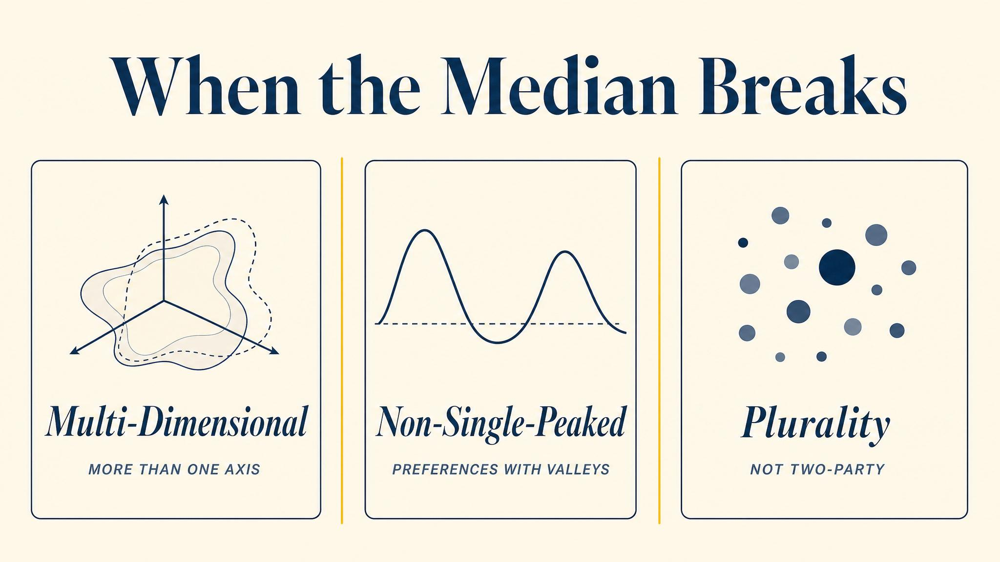 When the Median Breaks
Multi-Dimensional
MORE THAN ONE AXIS
Non-Single-Peaked
PREFERENCES WITH VALLEYS
Plurality
NOT TWO-PARTY